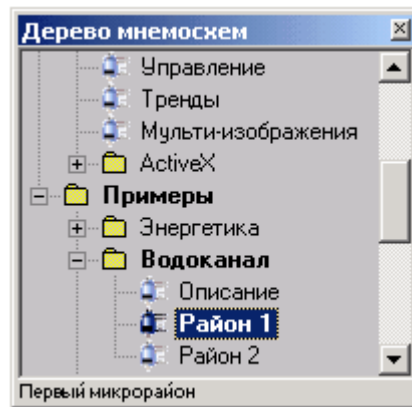 Дерево мнемосхем
Управление
Тренды
Мульти-изображения
ActiveX
Примеры
Энергетика
Водоканал
Описание
Район 1
Район 2
Первый микрорайон